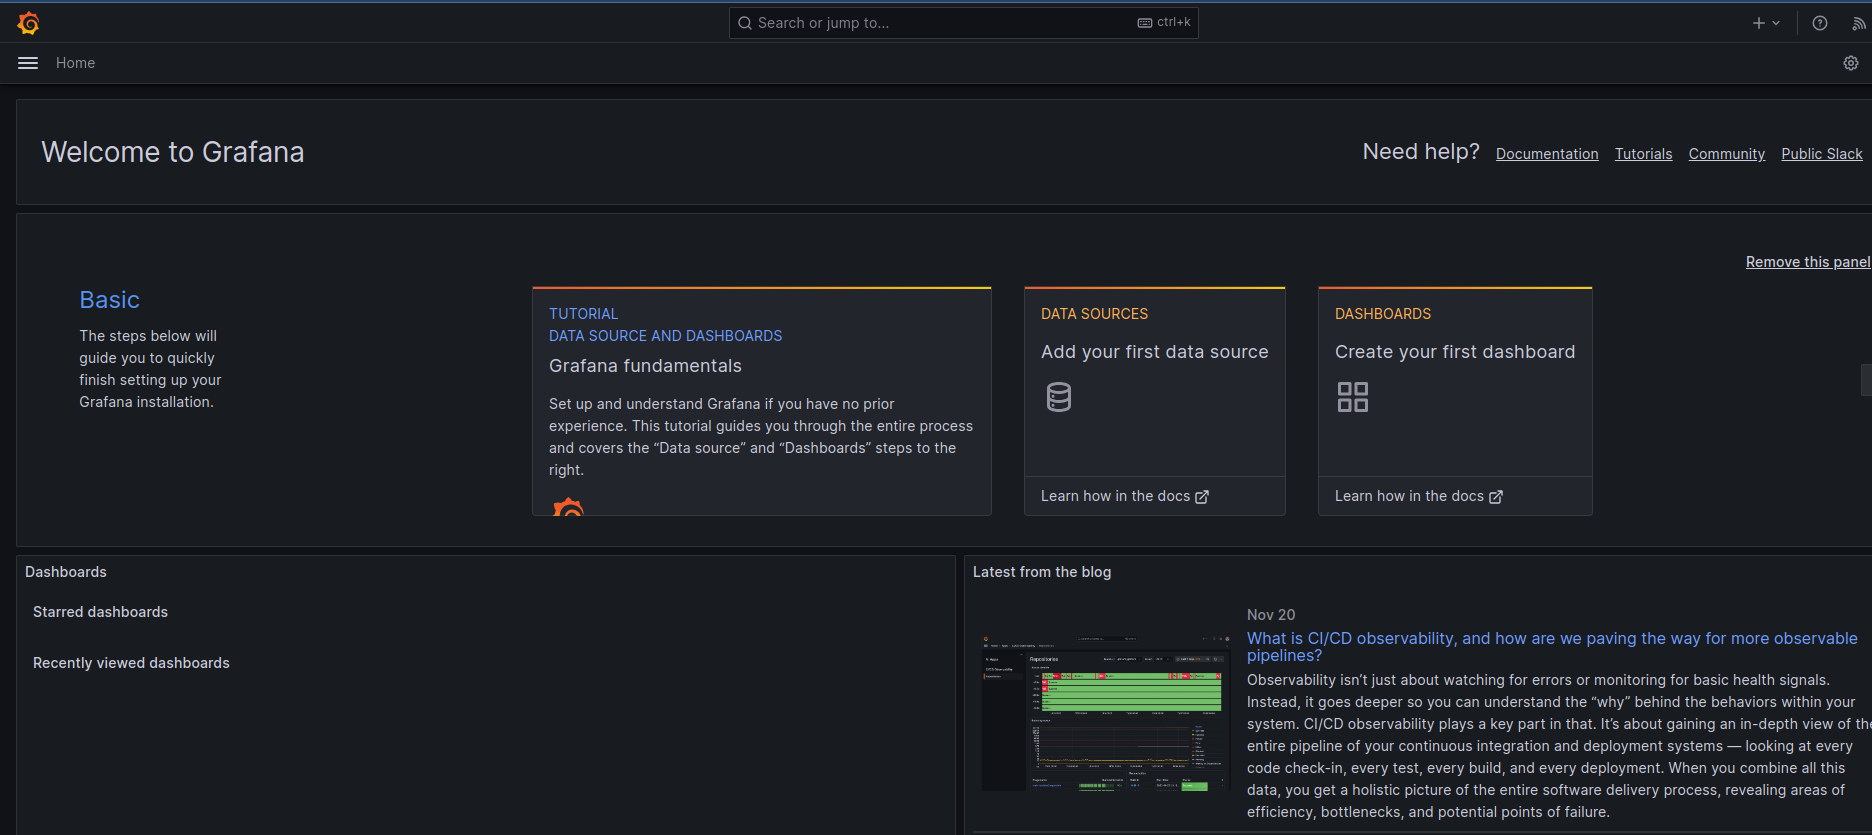 Search or jump to...
ctrl+k
Home
Welcome to Grafana
Need help?
Documentation
Tutorials
Community
Public Slack
Remove this panel
Basic
The steps below will
guide you to quickly
finish setting up your
Grafana installation.
TUTORIAL
DATA SOURCE AND DASHBOARDS
Grafana fundamentals
Set up and understand Grafana if you have no prior
experience. This tutorial guides you through the entire process
and covers the “Data source” and “Dashboards” steps to the
right.
DATA SOURCES
Add your first data source
Learn how in the docs
DASHBOARDS
Create your first dashboard
Learn how in the docs
Dashboards
Starred dashboards
Recently viewed dashboards
Latest from the blog
Repositories
Nov 20
What is CI/CD observability, and how are we paving the way for more observable
pipelines?
Observability isn’t just about watching for errors or monitoring for basic health signals.
Instead, it goes deeper so you can understand the “why” behind the behaviors within your
system. CI/CD observability plays a key part in that. It’s about gaining an in-depth view of the
entire pipeline of your continuous integration and deployment systems — looking at every
code check-in, every test, every build, and every deployment. When you combine all this
data, you get a holistic picture of the entire software delivery process, revealing areas of
efficiency, bottlenecks, and potential points of failure.